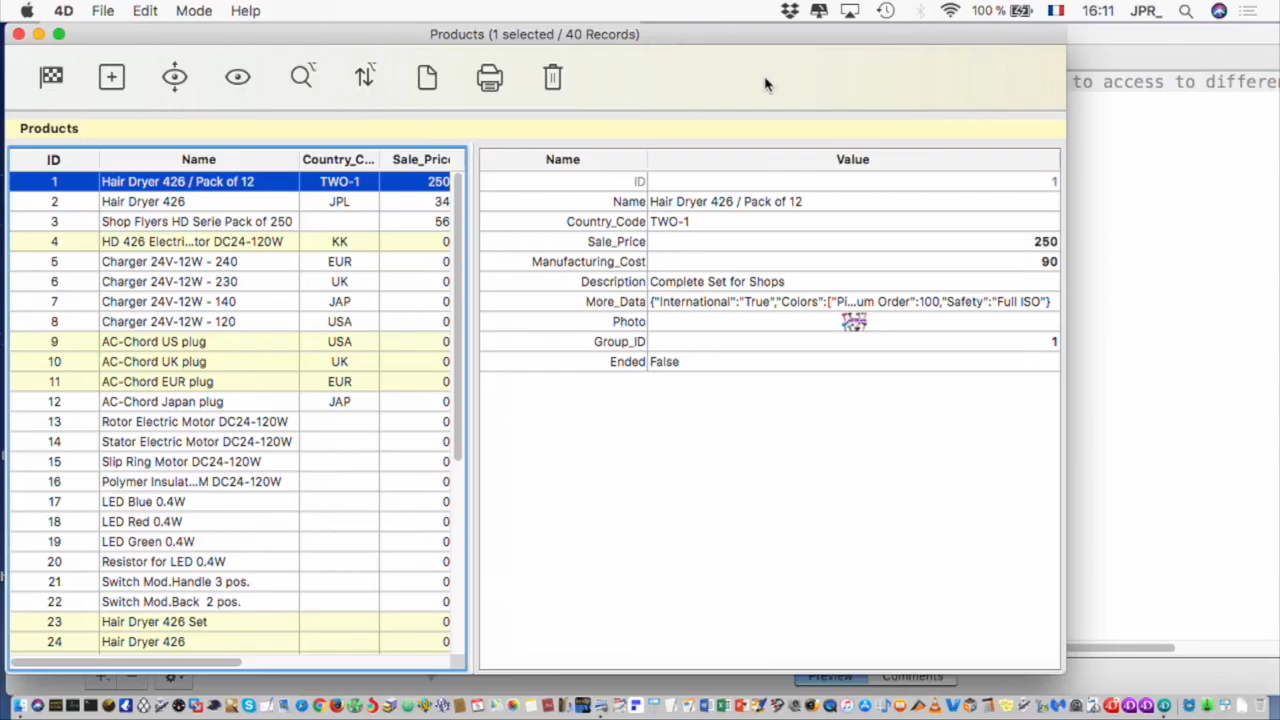 4D File Edit Mode Help 100 % 16:11 JPR_
Products (1 selected / 40 Records)
to access to differe
Products
ID Name Country_C... Sale_Pric
1 Hair Dryer 426 / Pack of 12 TWO-1 250
2 Hair Dryer 426 JPL 34
3 Shop Flyers HD Serie Pack of 250 56
4 HD 426 Electri...tor DC24-120W KK 0
5 Charger 24V-12W - 240 EUR 0
6 Charger 24V-12W - 230 UK 0
7 Charger 24V-12W - 140 JAP 0
8 Charger 24V-12W - 120 USA 0
9 AC-Chord US plug USA 0
10 AC-Chord UK plug UK 0
11 AC-Chord EUR plug EUR 0
12 AC-Chord Japan plug JAP 0
13 Rotor Electric Motor DC24-120W 0
14 Stator Electric Motor DC24-120W 0
15 Slip Ring Motor DC24-120W 0
16 Polymer Insulat...M DC24-120W 0
17 LED Blue 0.4W 0
18 LED Red 0.4W 0
19 LED Green 0.4W 0
20 Resistor for LED 0.4W 0
21 Switch Mod.Handle 3 pos. 0
22 Switch Mod.Back 2 pos. 0
23 Hair Dryer 426 Set 0
24 Hair Dryer 426 0
Name Value
ID 1
Name Hair Dryer 426 / Pack of 12
Country_Code TWO-1
Sale_Price 250
Manufacturing_Cost 90
Description Complete Set for Shops
More_Data {"International":"True","Colors":["Pi...um Order":100,"Safety":"Full ISO"}
Photo
Group_ID 1
Ended False
Preview Comments